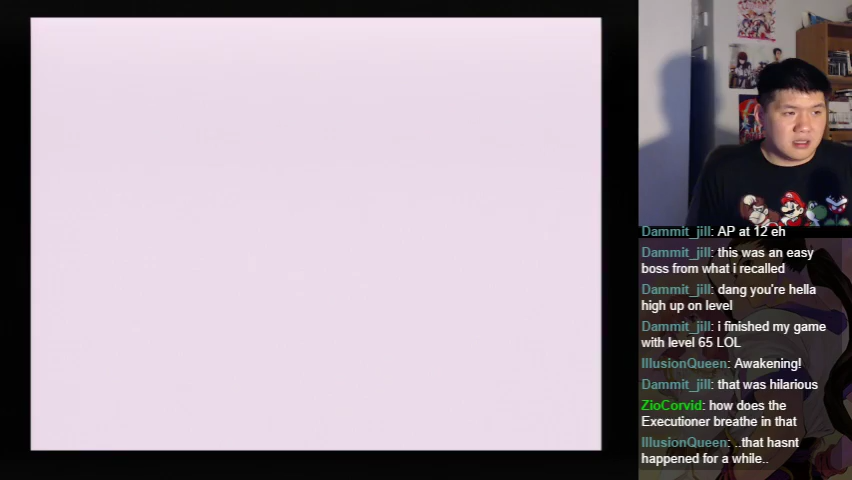 Dammit_jill: AP at 12 eh
Dammit_jill: this was an easy
boss from what i recalled
Dammit_jill: dang you're hella
high up on level
Dammit_jill: i finished my game
with level 65 LOL
IllusionQueen: Awakening!
Dammit_jill: that was hilarious
ZioCorvid: how does the
Executioner breathe in that
IllusionQueen: ..that hasnt
happened for a while..